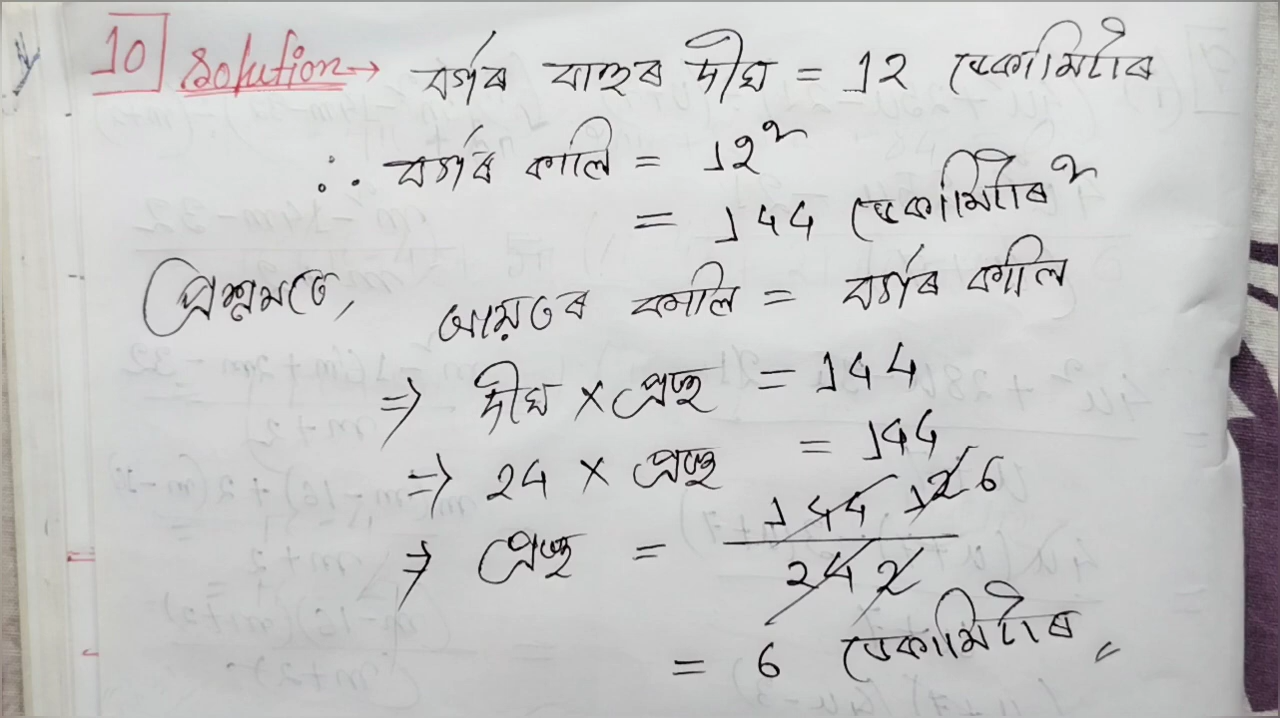 10 Solution → বৰ্গৰ বাহুৰ দীঘ = 12 ডেকামিটাৰ
∴ বৰ্গৰ কালি = 12²
= 144 ডেকামিটাৰ²
প্ৰশ্নমতে, আয়তৰ কালি = বৰ্গৰ কালি
⇒ দীঘ × প্ৰস্থ = 144
⇒ 24 × প্ৰস্থ = 144
⇒ প্ৰস্থ = 144 12 6 / 24 2
= 6 ডেকামিটাৰ